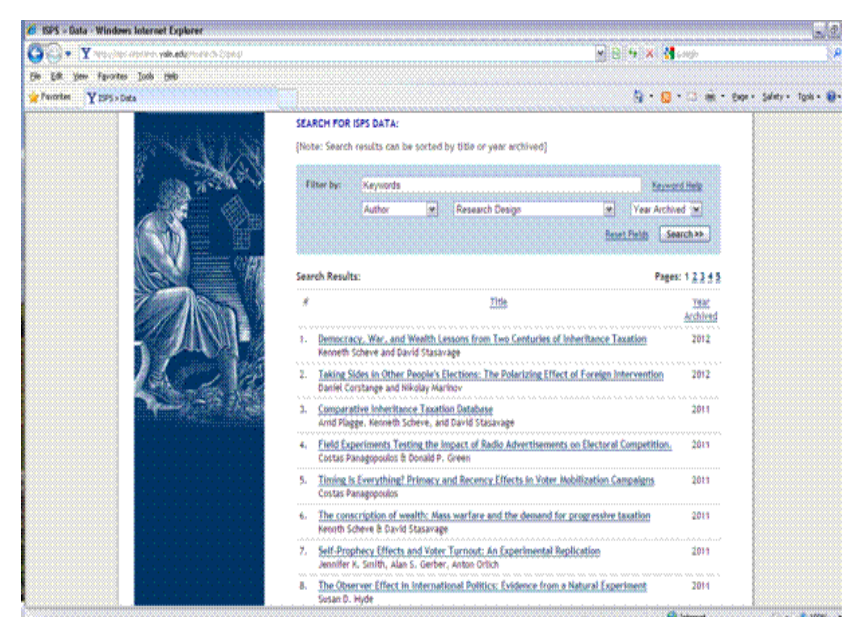 ISPS » Data - Windows Internet Explorer
yale.edu
Google
File Edit View Favorites Tools Help
Favorites ISPS » Data Page Safety Tools
SEARCH FOR ISPS DATA:
[Note: Search results can be sorted by title or year archived]
Filter by: Keywords Keyword Help
Author Research Design Year Archived
Reset Fields Search >>
Search Results: Pages: 1 2 3 4 5
# Title Year
Archived
1. Democracy, War, and Wealth Lessons from Two Centuries of Inheritance Taxation 2012
Kenneth Scheve and David Stasavage
2. Taking Sides in Other People's Elections: The Polarizing Effect of Foreign Intervention 2012
Daniel Corstange and Nikolay Marinov
3. Comparative Inheritance Taxation Database 2011
Arnd Plagge, Kenneth Scheve, and David Stasavage
4. Field Experiments Testing the Impact of Radio Advertisements on Electoral Competition. 2011
Costas Panagopoulos & Donald P. Green
5. Timing Is Everything? Primacy and Recency Effects in Voter Mobilization Campaigns 2011
Costas Panagopoulos
6. The conscription of wealth: Mass warfare and the demand for progressive taxation 2011
Kenneth Scheve & David Stasavage
7. Self-Prophecy Effects and Voter Turnout: An Experimental Replication 2011
Jennifer K. Smith, Alan S. Gerber, Anton Orlich
8. The Observer Effect in International Politics: Evidence from a Natural Experiment 2011
Susan D. Hyde
Internet